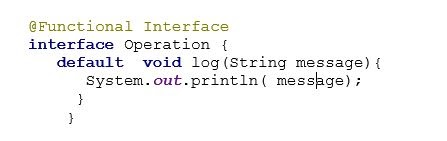 @Functional Interface
interface Operation {
default  void log(String message){
System.out.println( message);
}
}